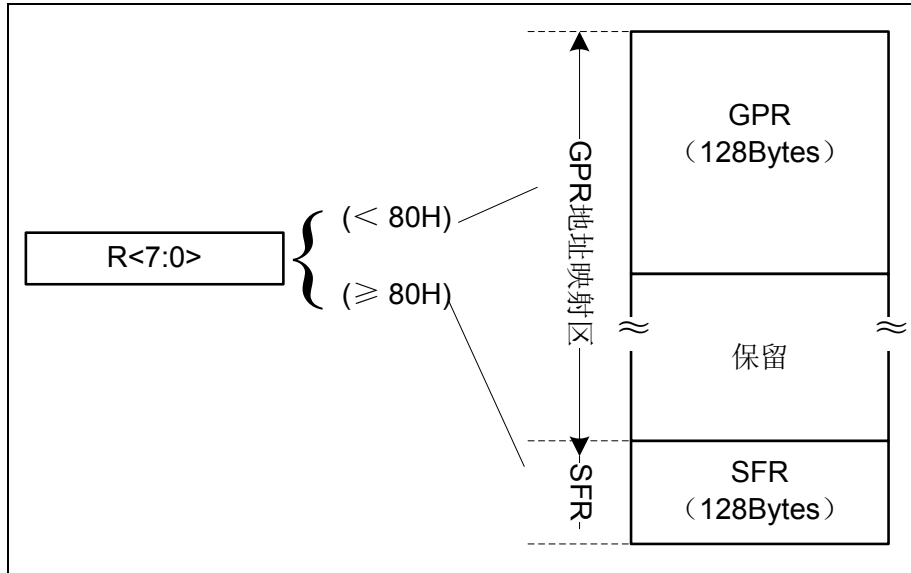 R<7:0>
(< 80H)
(≥ 80H)
GPR地址映射区
SFR
GPR
（128Bytes）
保留
SFR
（128Bytes）